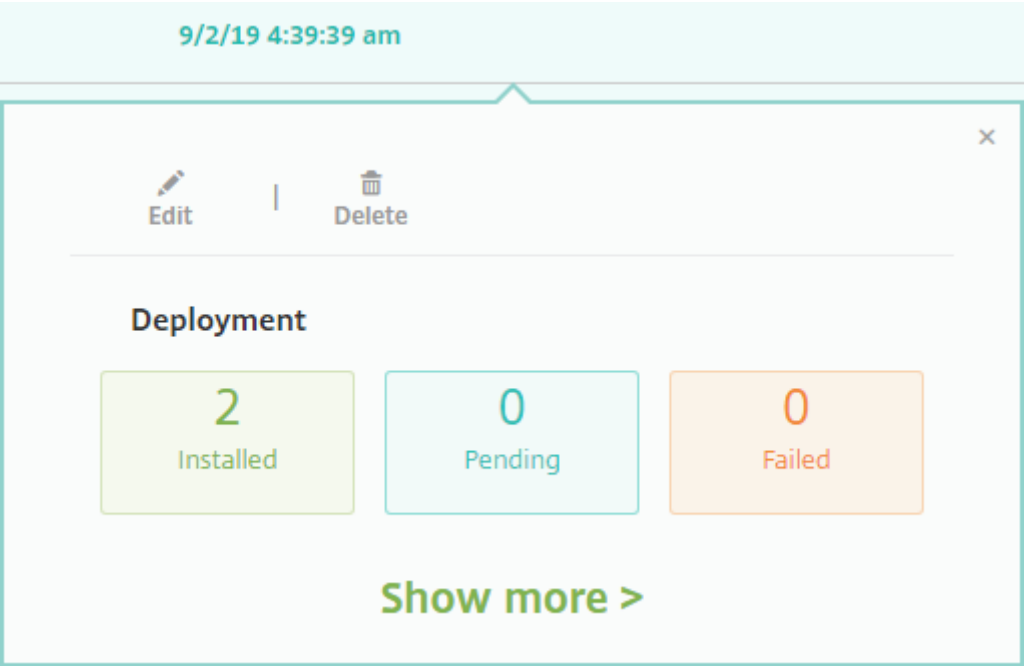 9/2/19 4:39:39 am
×
Edit | Delete
Deployment
2 0 0
Installed Pending Failed
Show more >